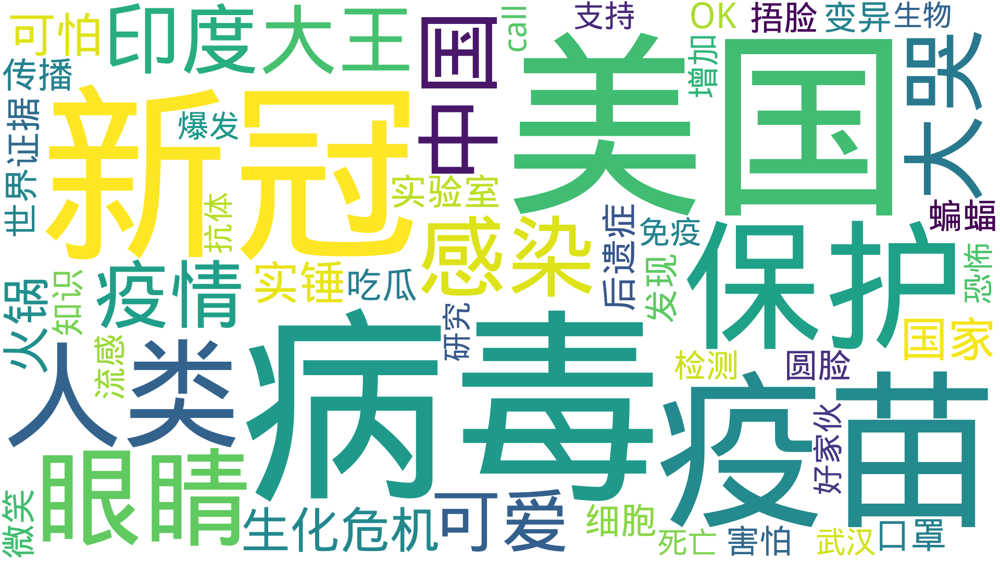 可怕
印度
大王
中国
call
支持
OK
捂脸
变异
生物
传播
新冠
爆发
美国
增加
大哭
世界
证据
抗体
实验室
感染
后遗症
免疫
保护
蝙蝠
恐怖
火锅
知识
疫情
实锤
吃瓜
发现
研究
国家
人类
流感
病毒
检测
圆脸
疫苗
好家伙
眼睛
微笑
生化危机
可爱
细胞
死亡
害怕
武汉
口罩